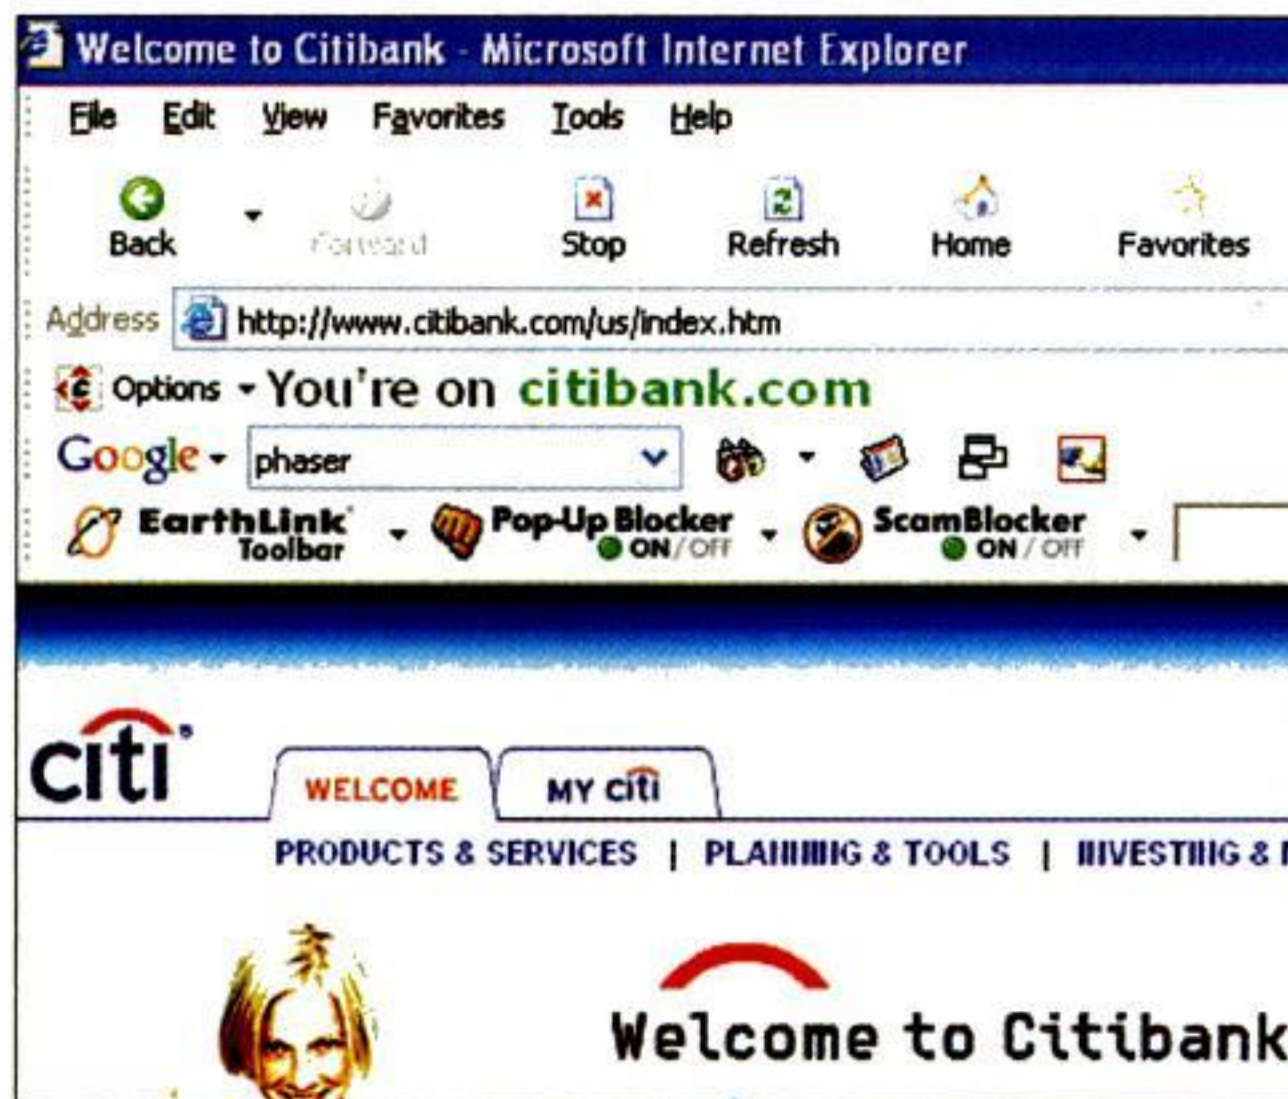 Welcome to Citibank - Microsoft Internet Explorer
File Edit View Favorites Tools Help
Back Forward Stop Refresh Home Favorites
Address http://www.citibank.com/us/index.htm
Options You're on citibank.com
Google phaser
EarthLink Toolbar Pop-Up Blocker ON/OFF ScamBlocker ON / OFF
citi®
WELCOME MY citi
PRODUCTS & SERVICES | PLANNING & TOOLS | INVESTING &
Welcome to Citibank